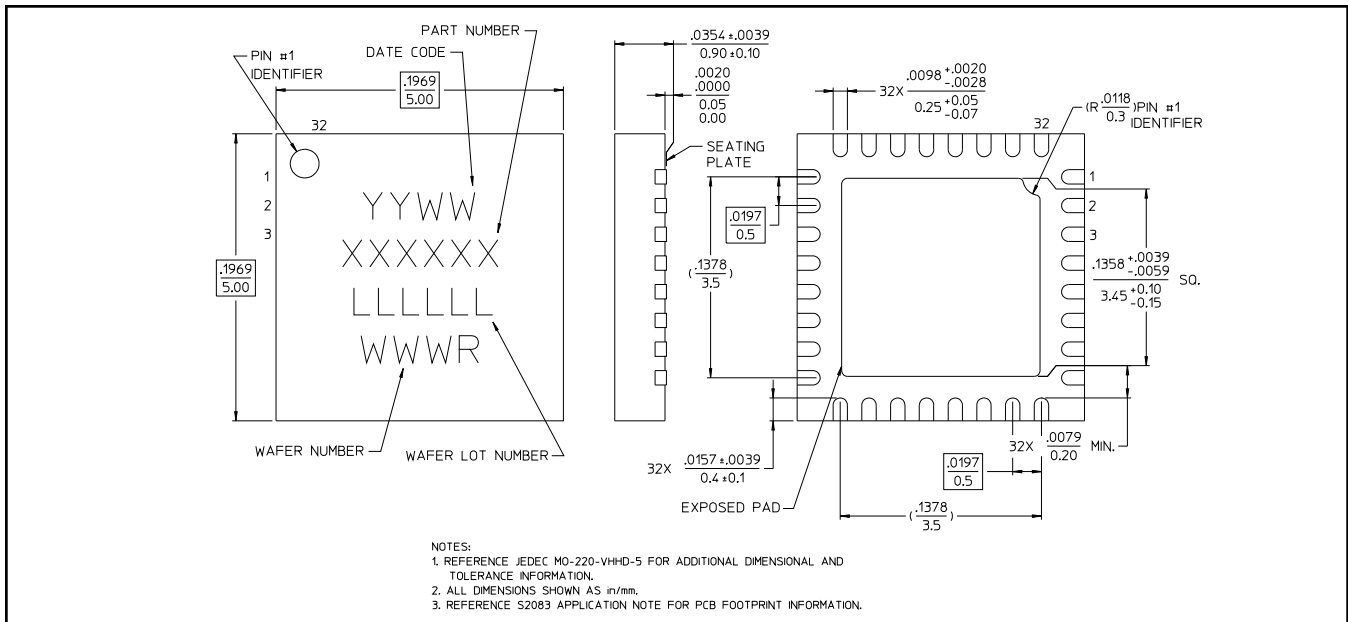 PART NUMBER
DATE CODE
PIN #1
IDENTIFIER
.1969
5.00
32
1
2
3
.1969
5.00
YYWW
XXXXXX
LLLLLL
WWWR
WAFER NUMBER
WAFER LOT NUMBER
.0354 ±.0039
0.90 ±0.10
.0020
.0000
0.05
0.00
SEATING
PLATE
32X .0098 +.0020 -.0028
0.25 +0.05 -0.07
(R .0118 / 0.3) PIN #1
IDENTIFIER
32
1
2
3
.0197
0.5
(.1378 / 3.5)
.1358 +.0039 -.0059
3.45 +0.10 -0.15
SQ.
32X .0157 ±.0039
0.4 ±0.1
EXPOSED PAD
32X .0079 MIN.
0.20
.0197
0.5
(.1378 / 3.5)
NOTES:
1. REFERENCE JEDEC MO-220-VHHD-5 FOR ADDITIONAL DIMENSIONAL AND
TOLERANCE INFORMATION.
2. ALL DIMENSIONS SHOWN AS in/mm.
3. REFERENCE S2083 APPLICATION NOTE FOR PCB FOOTPRINT INFORMATION.